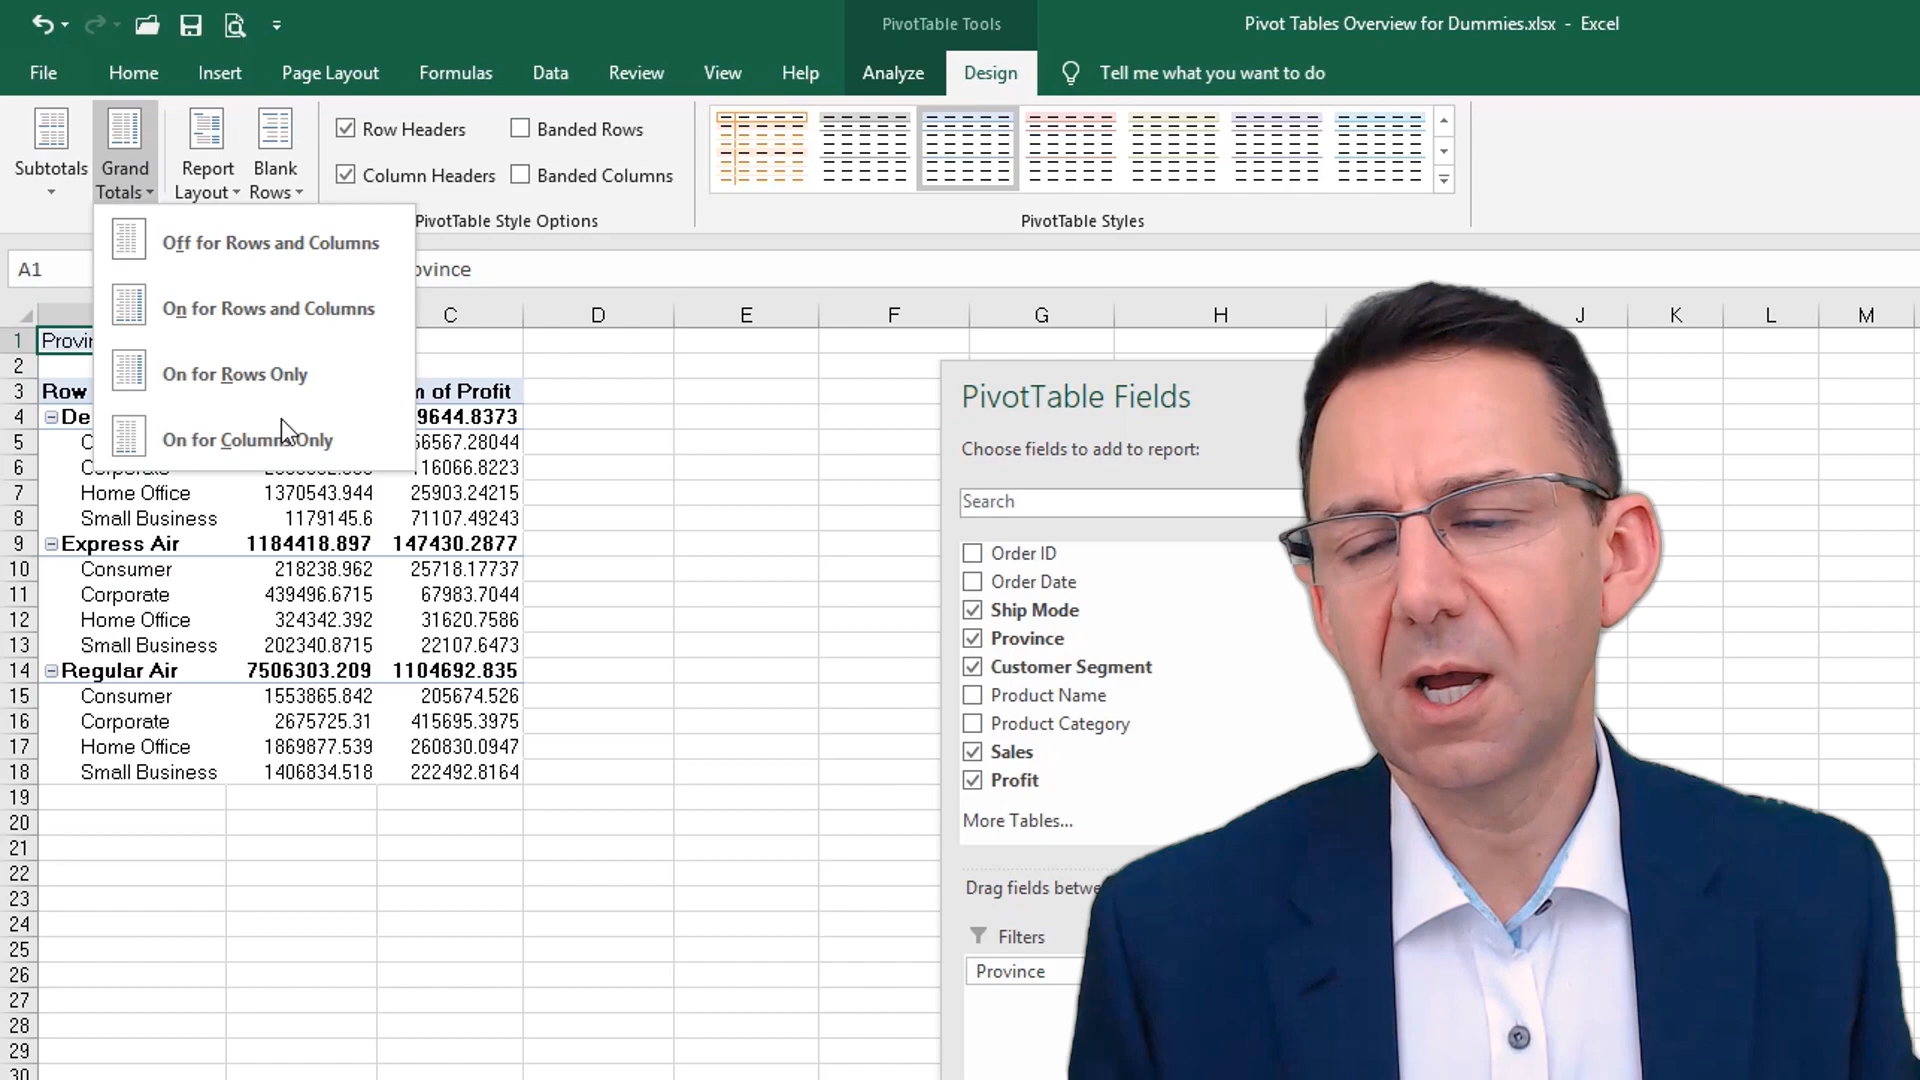 PivotTable Tools
Pivot Tables Overview for Dummies.xlsx - Excel
File Home Insert Page Layout Formulas Data Review View Help Analyze Design Tell me what you want to do
Subtotals
Grand Totals
Report Layout
Blank Rows
Row Headers
Banded Rows
Column Headers
Banded Columns
PivotTable Style Options
PivotTable Styles
Off for Rows and Columns
On for Rows and Columns
On for Rows Only
On for Columns Only
A1
ovince
C D E F G H J K L M
1 Provin
2
3 Row m of Profit
4 De 9644.8373
5 C 56567.28044
6 Corporate 116066.8223
7 Home Office 1370543.944 25903.24215
8 Small Business 1179145.6 71107.49243
9 Express Air 1184418.897 147430.2877
10 Consumer 218238.962 25718.17737
11 Corporate 439496.6715 67983.7044
12 Home Office 324342.392 31620.7586
13 Small Business 202340.8715 22107.6473
14 Regular Air 7506303.209 1104692.835
15 Consumer 1553865.842 205674.526
16 Corporate 2675725.31 415695.3975
17 Home Office 1869877.539 260830.0947
18 Small Business 1406834.518 222492.8164
19
20
21
22
23
24
25
26
27
28
29
30
PivotTable Fields
Choose fields to add to report:
Search
Order ID
Order Date
Ship Mode
Province
Customer Segment
Product Name
Product Category
Sales
Profit
More Tables...
Drag fields betwe
Filters
Province